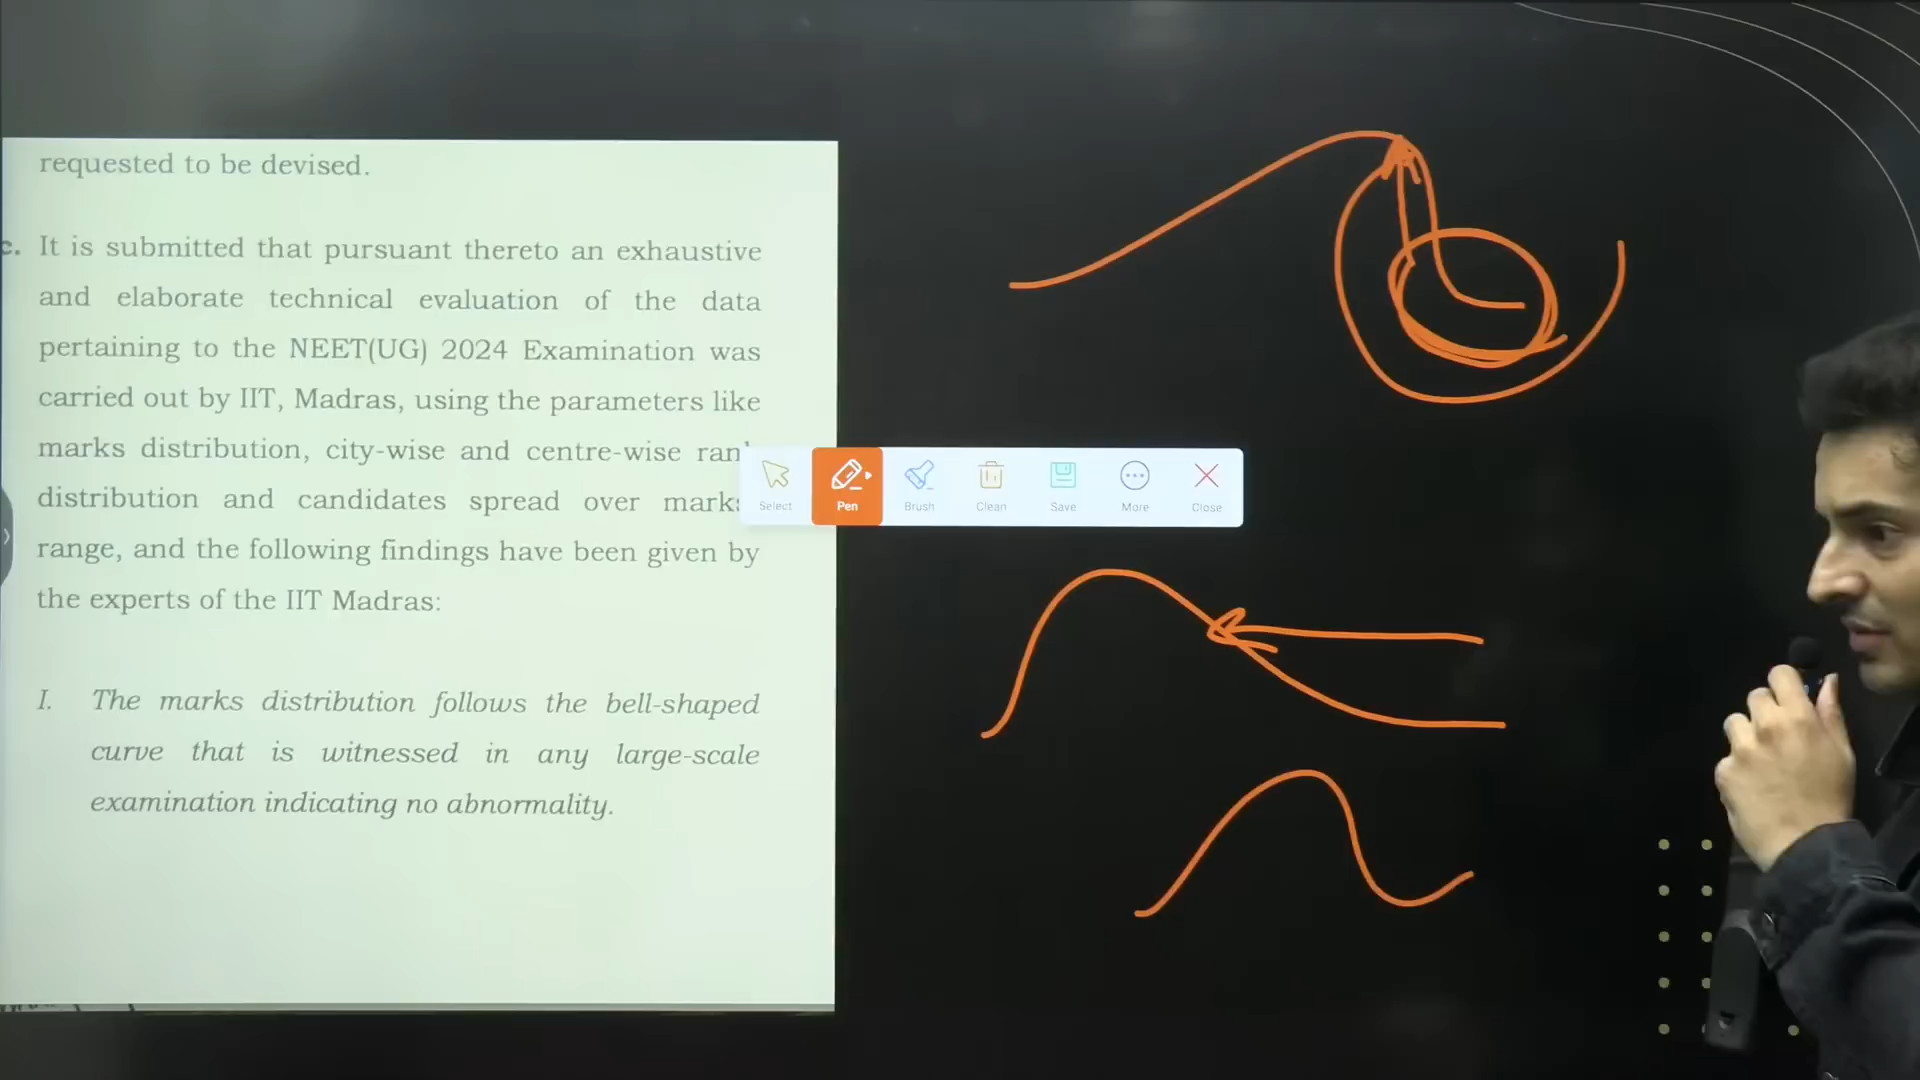 requested to be devised.
c. It is submitted that pursuant thereto an exhaustive
and elaborate technical evaluation of the data
pertaining to the NEET(UG) 2024 Examination was
carried out by IIT, Madras, using the parameters like
marks distribution, city-wise and centre-wise ran
distribution and candidates spread over marks
range, and the following findings have been given by
the experts of the IIT Madras:
I. The marks distribution follows the bell-shaped
curve that is witnessed in any large-scale
examination indicating no abnormality.
Select Pen Brush Clean Save More Close